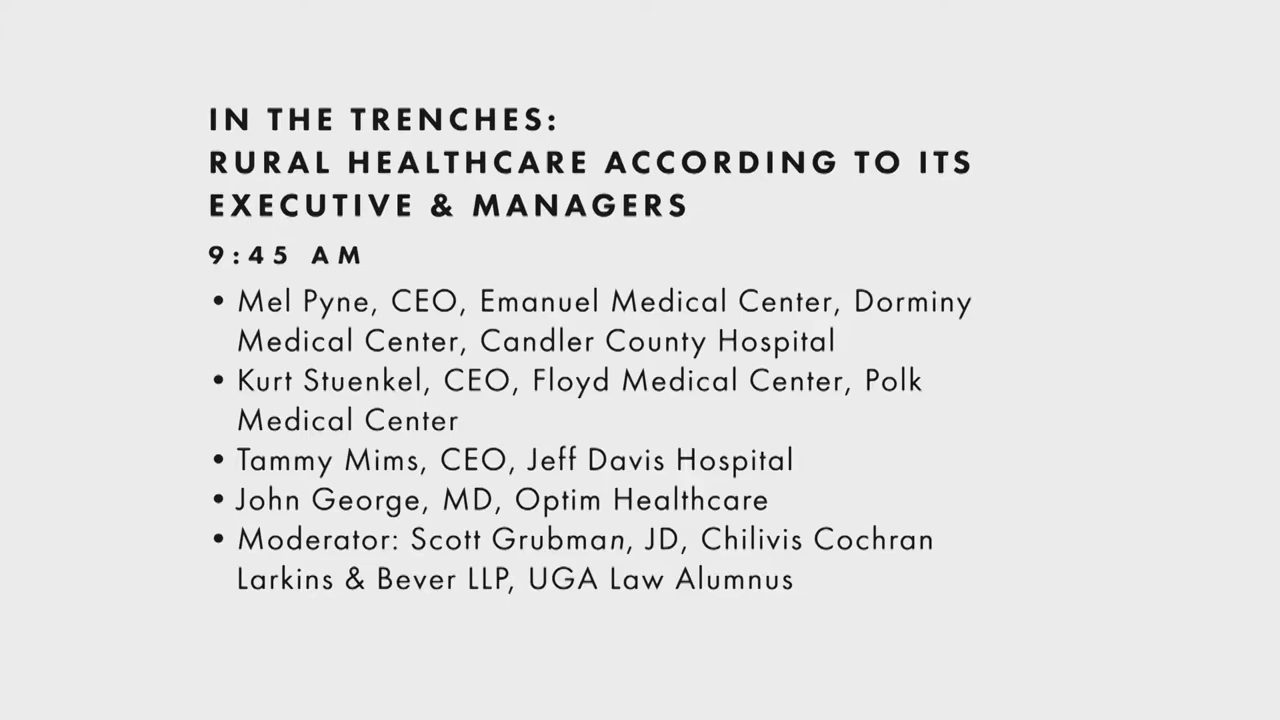 IN THE TRENCHES:
RURAL HEALTHCARE ACCORDING TO ITS
EXECUTIVE & MANAGERS
9:45 AM
• Mel Pyne, CEO, Emanuel Medical Center, Dorminy
Medical Center, Candler County Hospital
• Kurt Stuenkel, CEO, Floyd Medical Center, Polk
Medical Center
• Tammy Mims, CEO, Jeff Davis Hospital
• John George, MD, Optim Healthcare
• Moderator: Scott Grubman, JD, Chilivis Cochran
Larkins & Bever LLP, UGA Law Alumnus